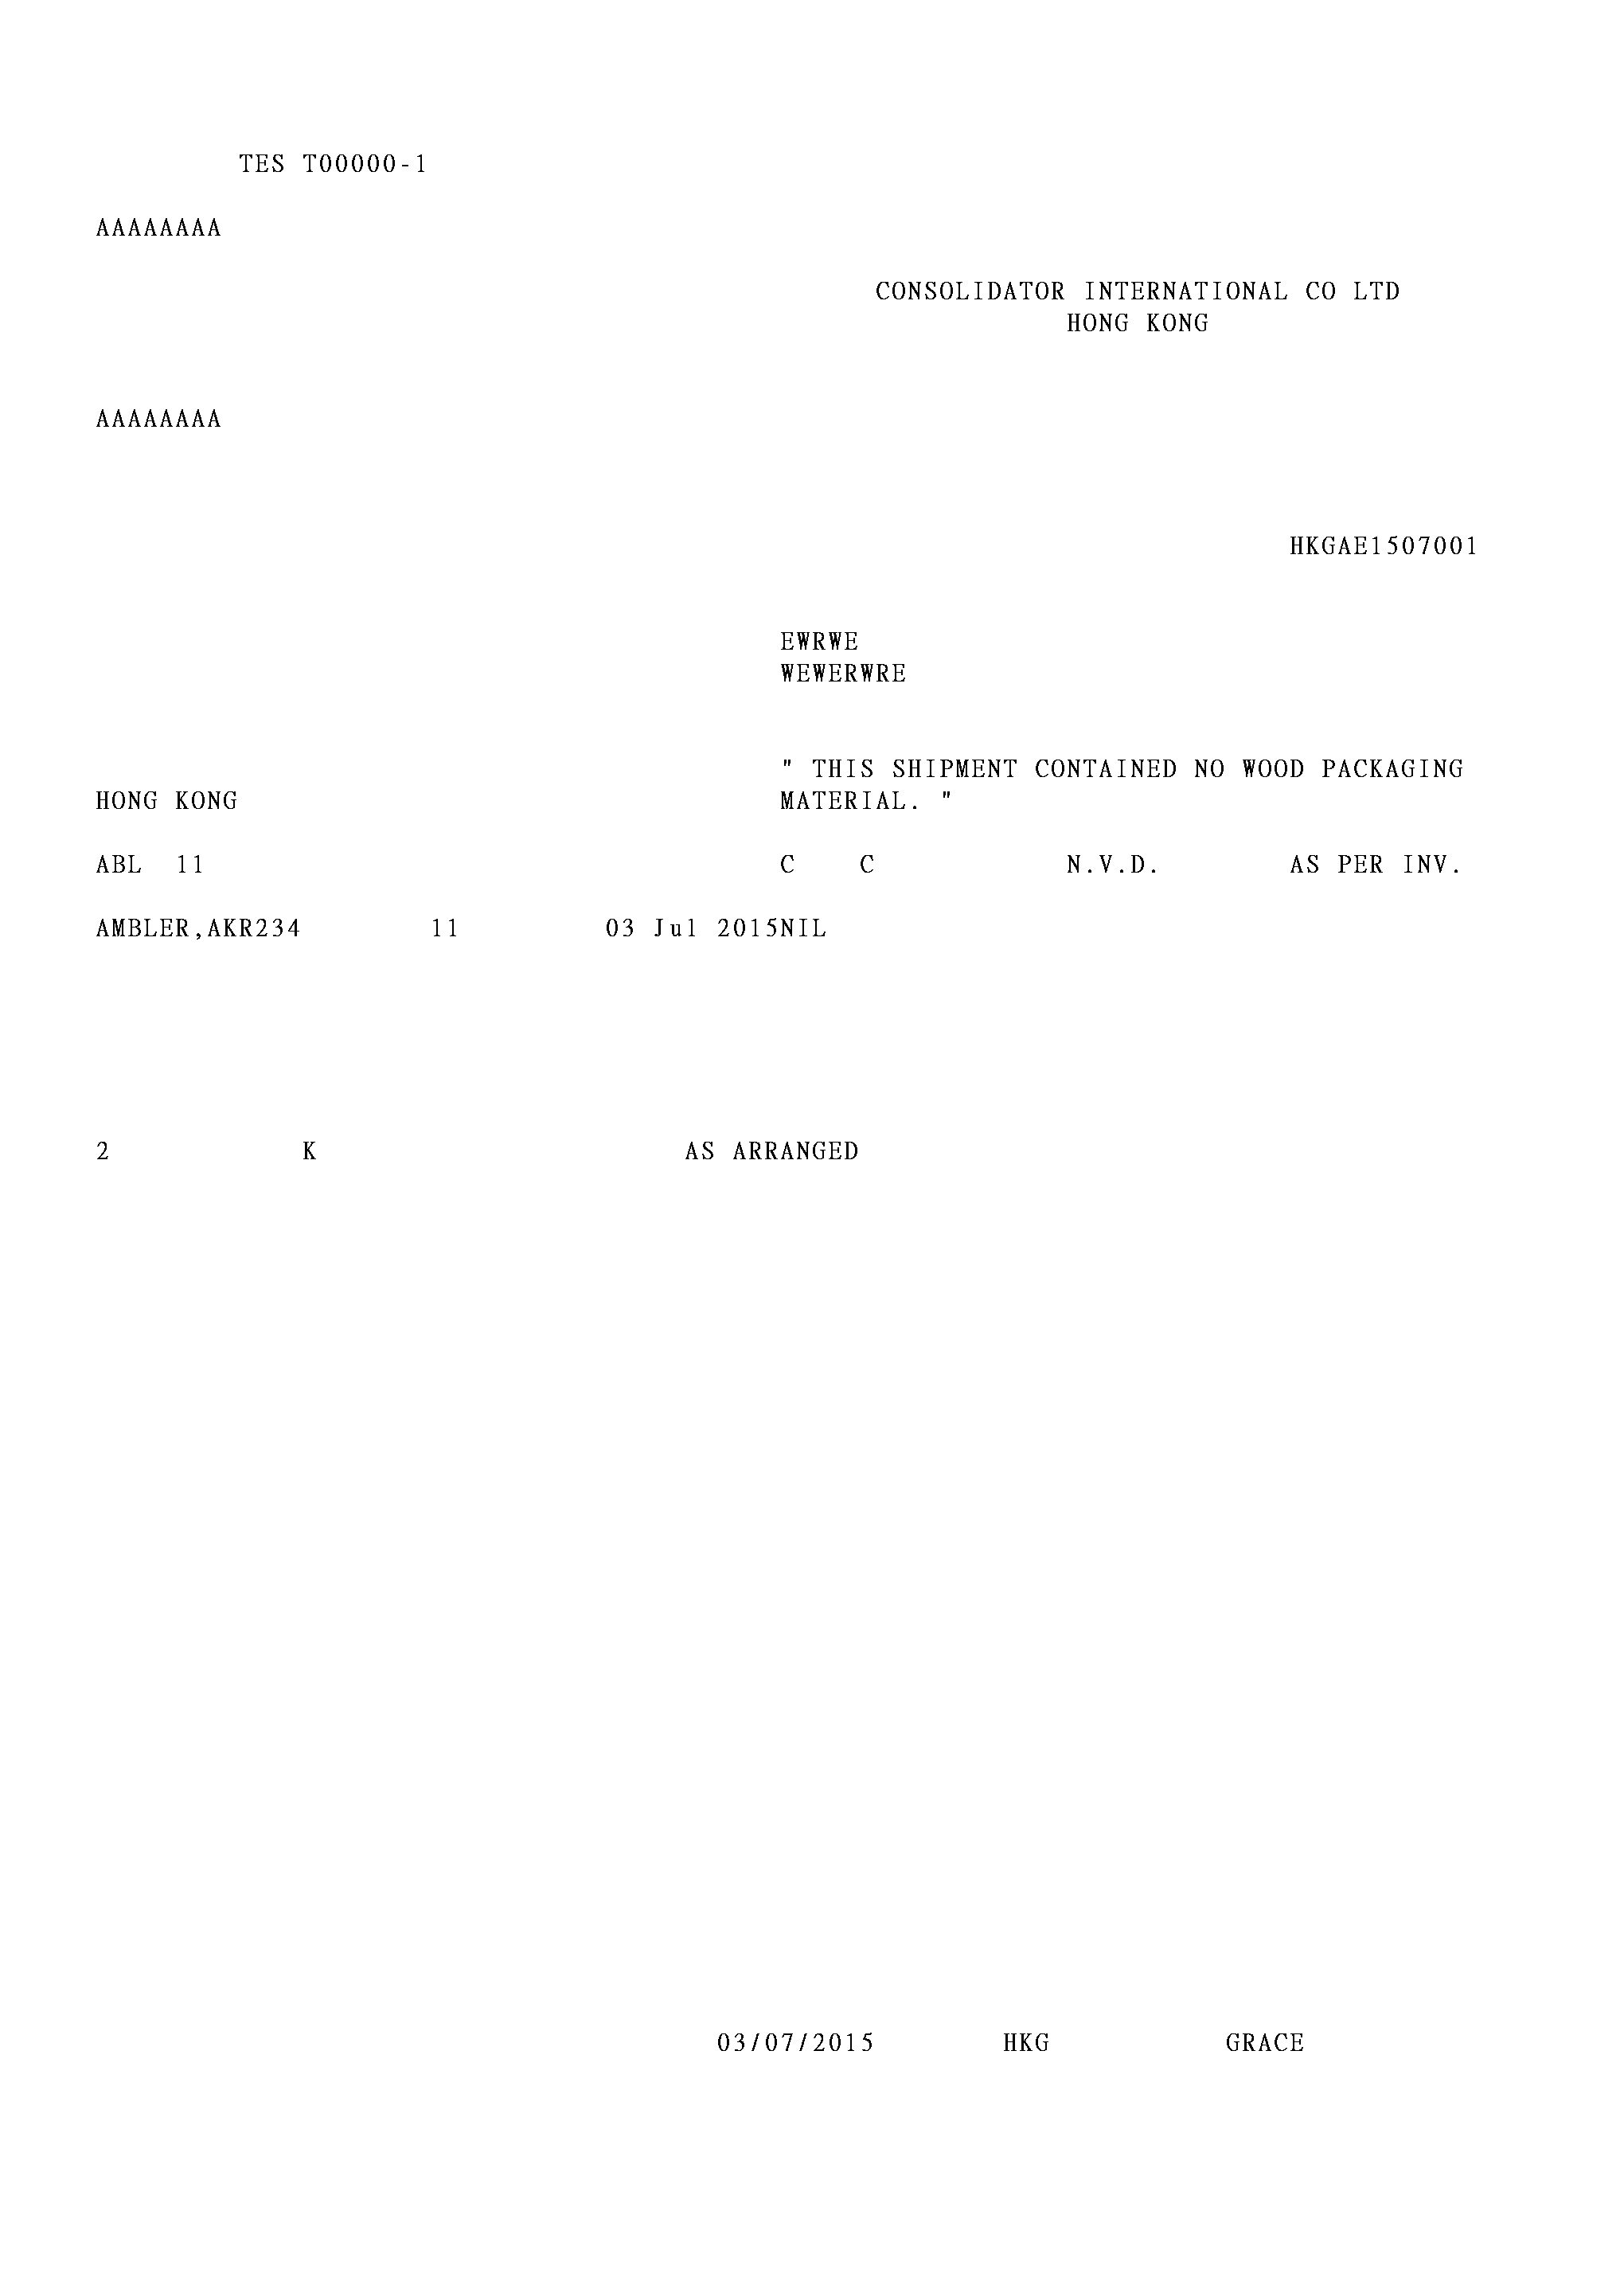 TES T00000-1
AAAAAAAA
CONSOLIDATOR INTERNATIONAL CO LTD
HONG KONG
AAAAAAAA
HKGAE1507001
EWRWE
WEWERWRE
" THIS SHIPMENT CONTAINED NO WOOD PACKAGING
HONG KONG MATERIAL. "
ABL 11 C C N.V.D. AS PER INV.
AMBLER,AKR234 11 03 Jul 2015NIL
2 K AS ARRANGED
03/07/2015 HKG GRACE